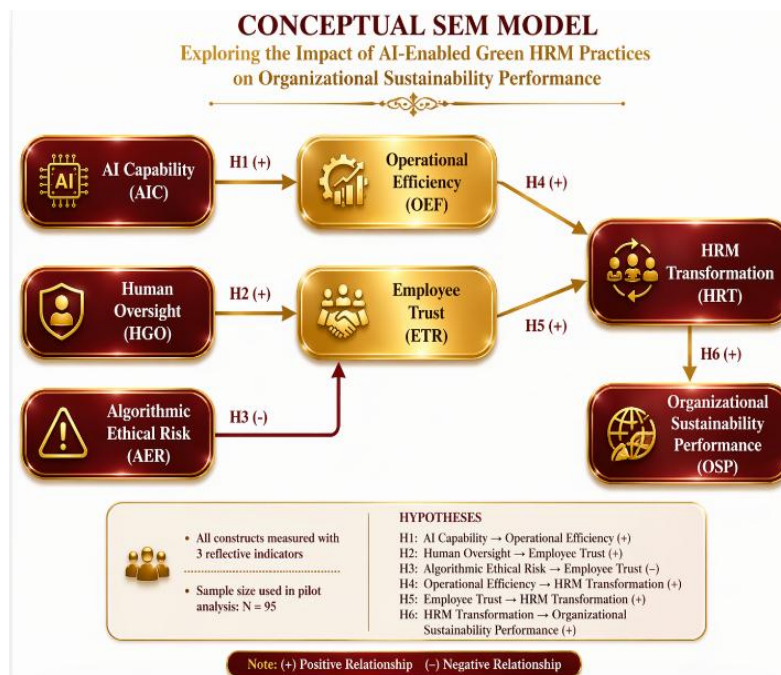 CONCEPTUAL SEM MODEL
Exploring the Impact of AI-Enabled Green HRM Practices
on Organizational Sustainability Performance
AI
AI Capability
(AIC)
H1 (+)
Operational
Efficiency
(OEF)
H4 (+)
HRM
Transformation
(HRT)
Human
Oversight
(HGO)
H2 (+)
Employee
Trust
(ETR)
H5 (+)
H6 (+)
Algorithmic
Ethical Risk
(AER)
H3 (-)
Organizational
Sustainability
Performance
(OSP)
• All constructs measured with
3 reflective indicators
• Sample size used in pilot
analysis: N = 95
HYPOTHESES
H1: AI Capability → Operational Efficiency (+)
H2: Human Oversight → Employee Trust (+)
H3: Algorithmic Ethical Risk → Employee Trust (–)
H4: Operational Efficiency → HRM Transformation (+)
H5: Employee Trust → HRM Transformation (+)
H6: HRM Transformation → Organizational
Sustainability Performance (+)
Note: (+) Positive Relationship (–) Negative Relationship